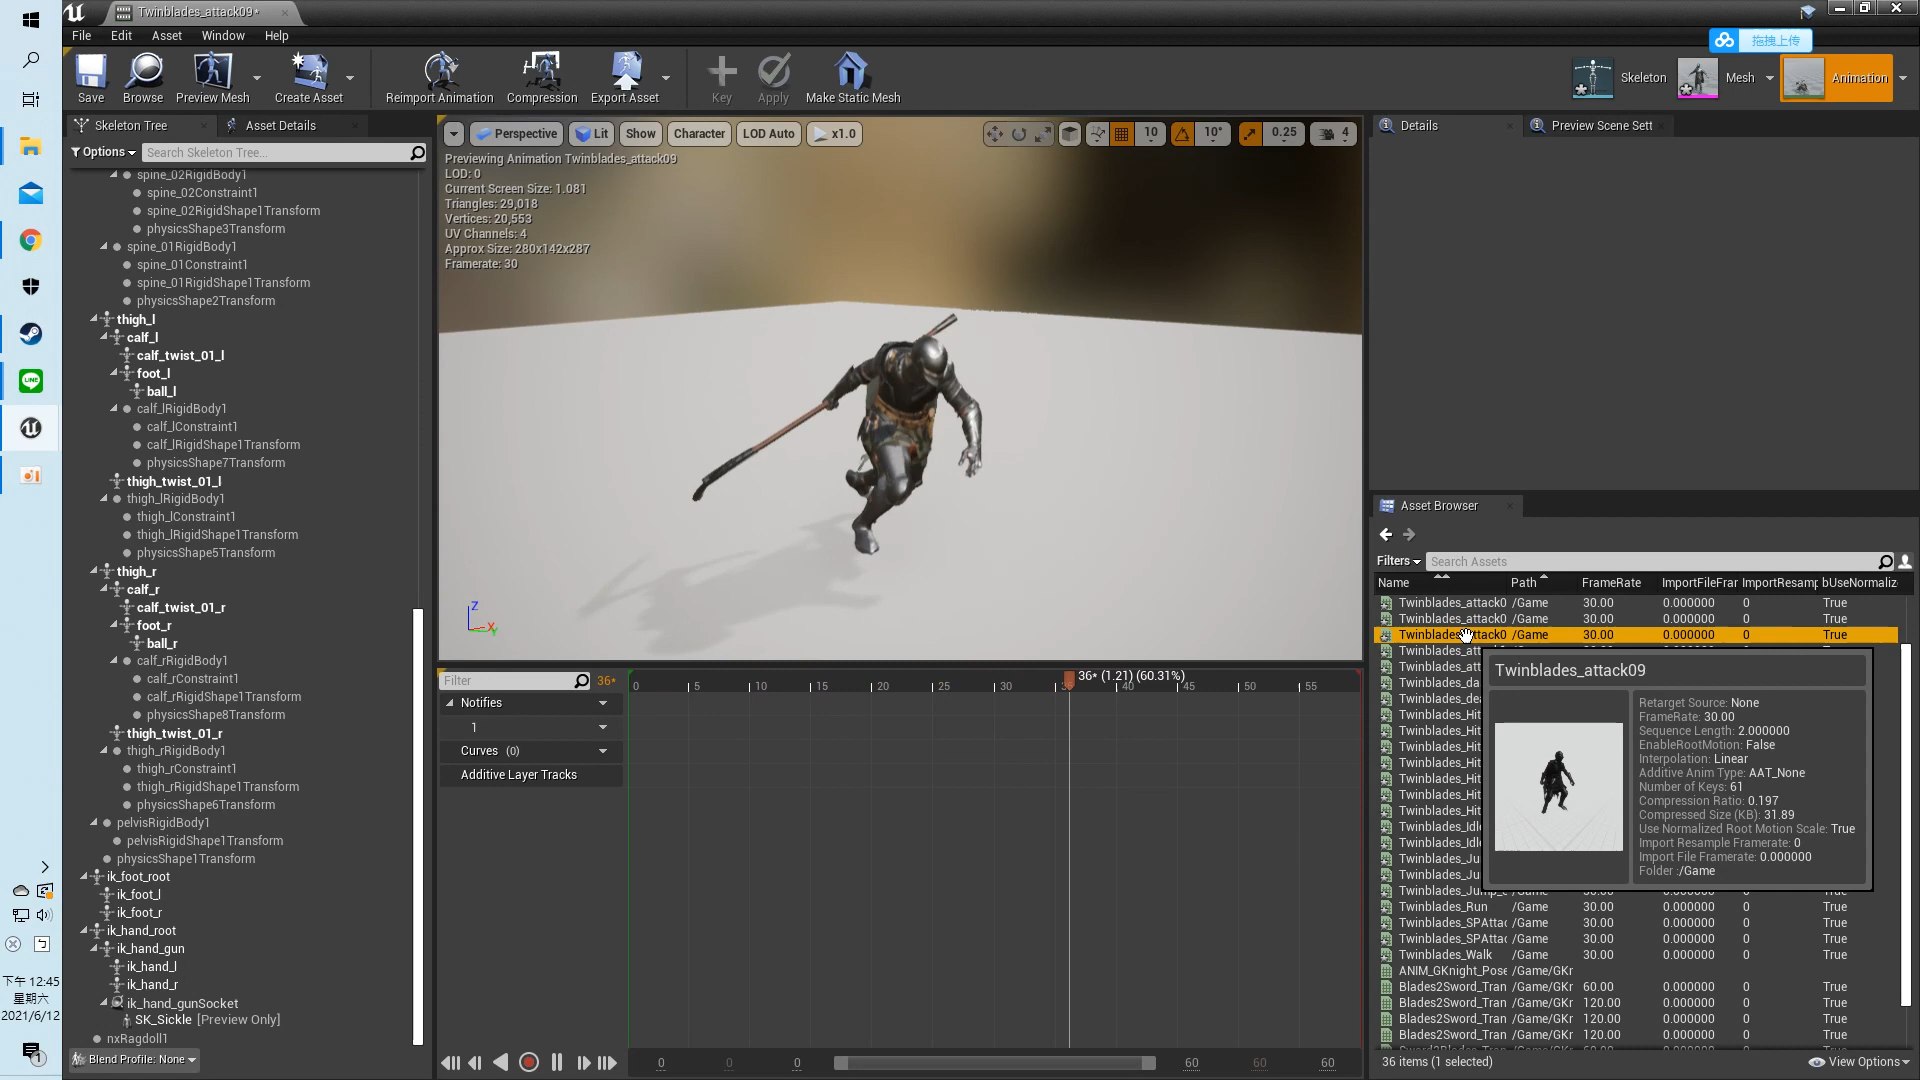 Twinblades_attack09*
File Edit Asset Window Help
拖拽上传
Save Browse Preview Mesh Create Asset Reimport Animation Compression Export Asset Key Apply Make Static Mesh
Skeleton Mesh Animation
Skeleton Tree Asset Details
Options Search Skeleton Tree...
spine_02RigidBody1
spine_02Constraint1
spine_02RigidShape1Transform
physicsShape3Transform
spine_01RigidBody1
spine_01Constraint1
spine_01RigidShape1Transform
physicsShape2Transform
thigh_l
calf_l
calf_twist_01_l
foot_l
ball_l
calf_lRigidBody1
calf_lConstraint1
calf_lRigidShape1Transform
physicsShape7Transform
thigh_twist_01_l
thigh_lRigidBody1
thigh_lConstraint1
thigh_lRigidShape1Transform
physicsShape5Transform
thigh_r
calf_r
calf_twist_01_r
foot_r
ball_r
calf_rRigidBody1
calf_rConstraint1
calf_rRigidShape1Transform
physicsShape8Transform
thigh_twist_01_r
thigh_rRigidBody1
thigh_rConstraint1
thigh_rRigidShape1Transform
physicsShape6Transform
pelvisRigidBody1
pelvisRigidShape1Transform
physicsShape1Transform
ik_foot_root
ik_foot_l
ik_foot_r
ik_hand_root
ik_hand_gun
ik_hand_l
ik_hand_r
ik_hand_gunSocket
SK_Sickle [Preview Only]
nxRagdoll1
Blend Profile: None
LINE
下午 12:45
星期六
2021/6/12
1
Perspective Lit Show Character LOD Auto x1.0 10 10° 0.25 4
Previewing Animation Twinblades_attack09
LOD: 0
Current Screen Size: 1.081
Triangles: 29,018
Vertices: 20,553
UV Channels: 4
Approx Size: 280x142x287
Framerate: 30
Z
X
Y
Filter 36*
36* (1.21) (60.31%)
0 5 10 15 20 25 30 40 45 50 55
Notifies
1
Curves (0)
Additive Layer Tracks
0 0 0 60 60 60
Details Preview Scene Sett
Asset Browser
Filters Search Assets
Name Path FrameRate ImportFileFrar ImportResamp bUseNormaliz
Twinblades_attack0 /Game 30.00 0.000000 0 True
Twinblades_attack0 /Game 30.00 0.000000 0 True
Twinblades_attack0 /Game 30.00 0.000000 0 True
Twinblades_att
Twinblades_att
Twinblades_da
Twinblades_dea
Twinblades_Hit
Twinblades_Hit
Twinblades_Hit
Twinblades_Hit
Twinblades_Hit
Twinblades_Hit
Twinblades_Hit
Twinblades_Idl
Twinblades_Idl
Twinblades_Ju
Twinblades_Ju
Twinblades_Jump_ /Game 30.00 0.000000 0 True
Twinblades_Run /Game 30.00 0.000000 0 True
Twinblades_SPAttac /Game 30.00 0.000000 0 True
Twinblades_SPAttac /Game 30.00 0.000000 0 True
Twinblades_Walk /Game 30.00 0.000000 0 True
ANIM_GKnight_Pose /Game/GKr
Blades2Sword_Tran /Game/GKr 60.00 0.000000 0 True
Blades2Sword_Tran /Game/GKr 120.00 0.000000 0 True
Blades2Sword_Tran /Game/GKr 120.00 0.000000 0 True
Blades2Sword_Tran /Game/GKr 120.00 0.000000 0 True
36 items (1 selected) View Options
Twinblades_attack09
Retarget Source: None
FrameRate: 30.00
Sequence Length: 2.000000
EnableRootMotion: False
Interpolation: Linear
Additive Anim Type: AAT_None
Number of Keys: 61
Compression Ratio: 0.197
Compressed Size (KB): 31.89
Use Normalized Root Motion Scale: True
Import Resample Framerate: 0
Import File Framerate: 0.000000
Folder :/Game